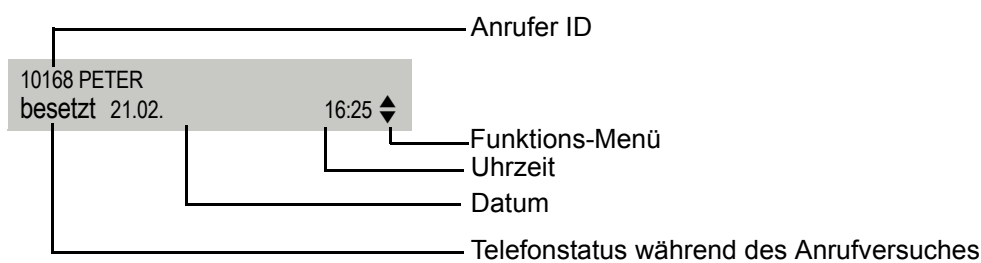 Anrufer ID
10168 PETER
besetzt 21.02. 16:25
Funktions-Menü
Uhrzeit
Datum
Telefonstatus während des Anrufversuches